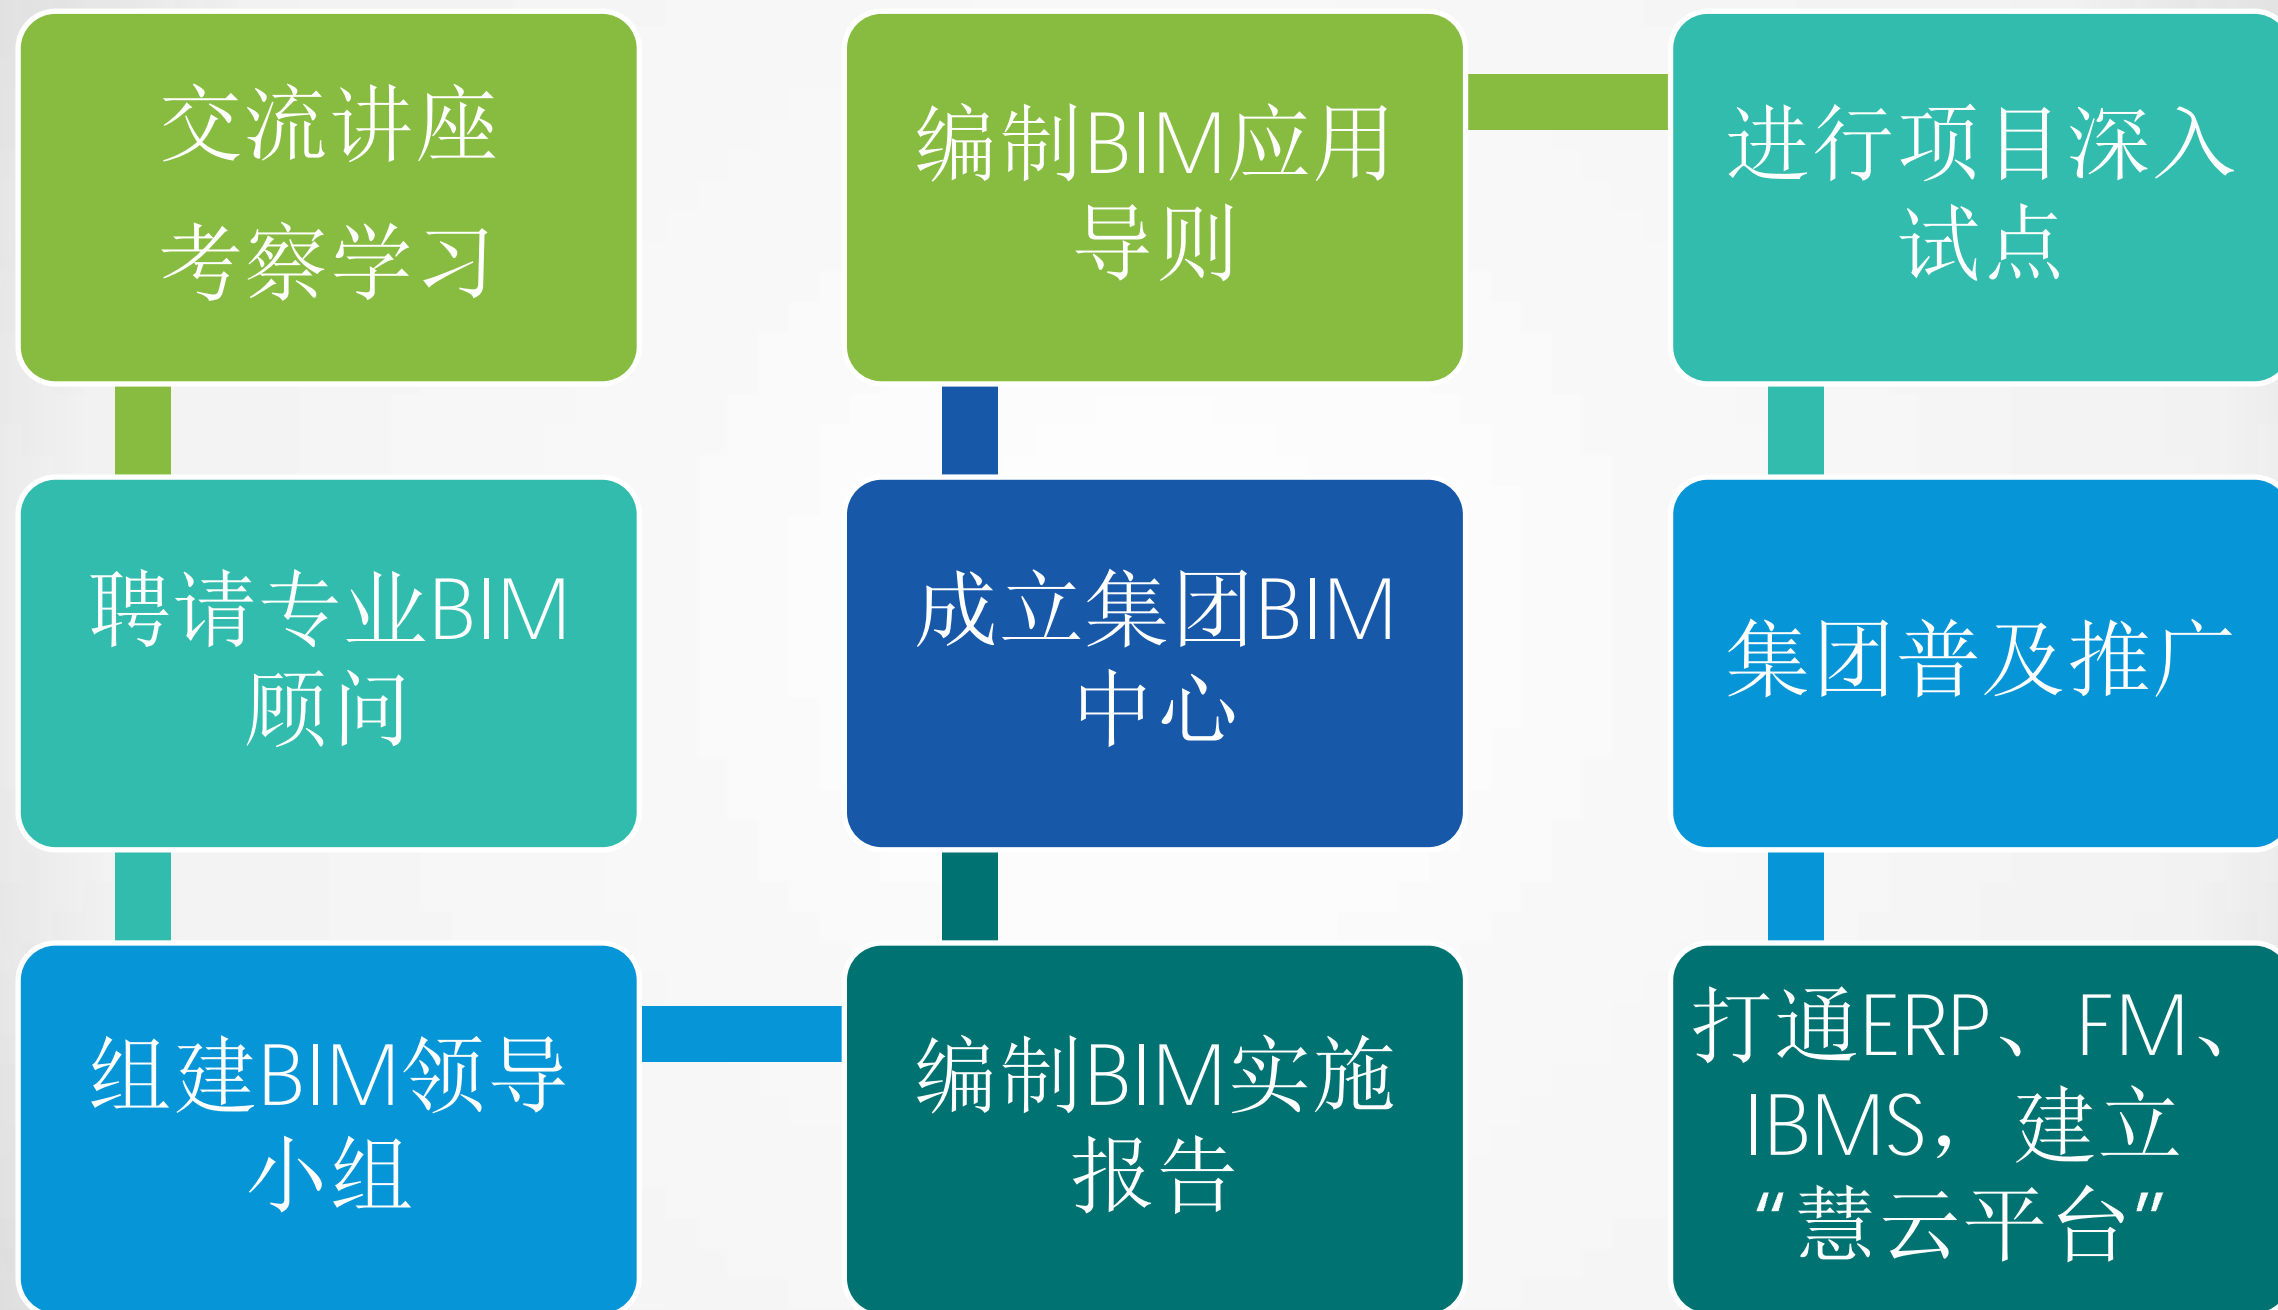 交流讲座
考察学习
聘请专业BIM
顾问
组建BIM领导
小组
编制BIM实施
报告
成立集团BIM
中心
编制BIM应用
导则
进行项目深入
试点
集团普及推广
打通ERP、FM、
IBMS，建立
“慧云平台”